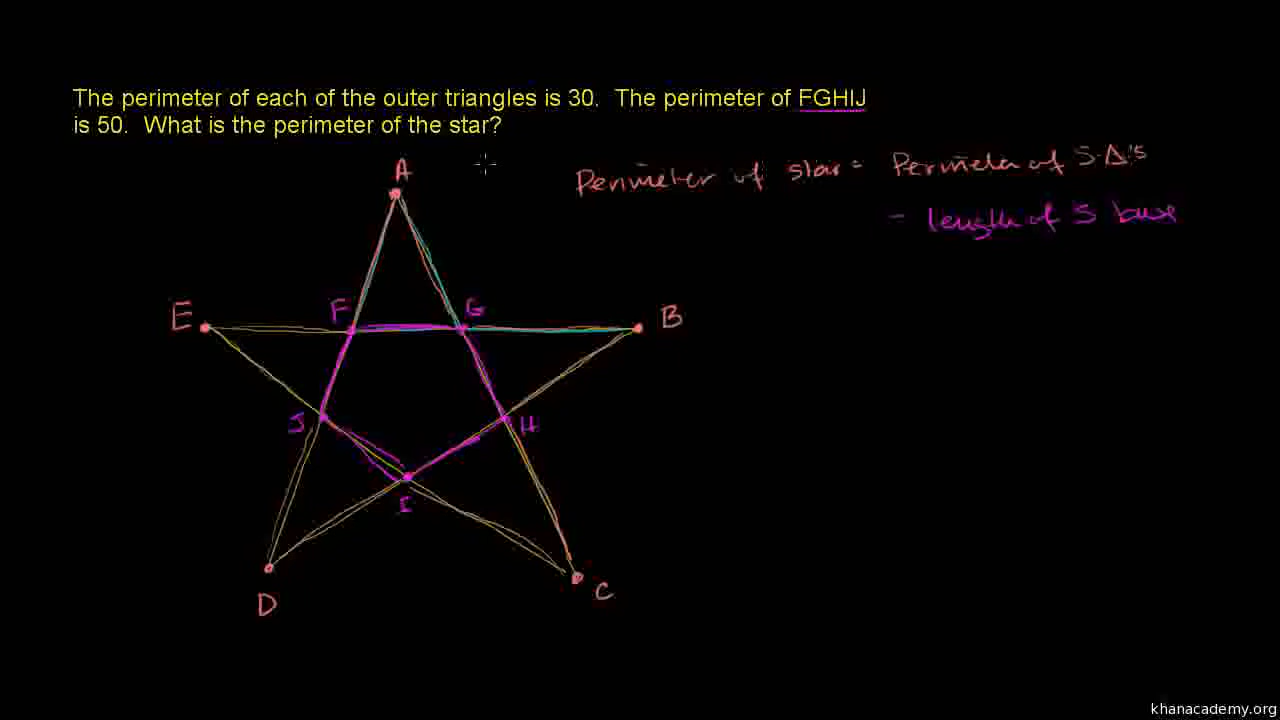 The perimeter of each of the outer triangles is 30. The perimeter of FGHIJ
is 50. What is the perimeter of the star?
A
Perimeter of star = Perimeter of 5 Δ's
- length of 5 base
E
F
G
B
J
H
I
D
C
khanacademy.org